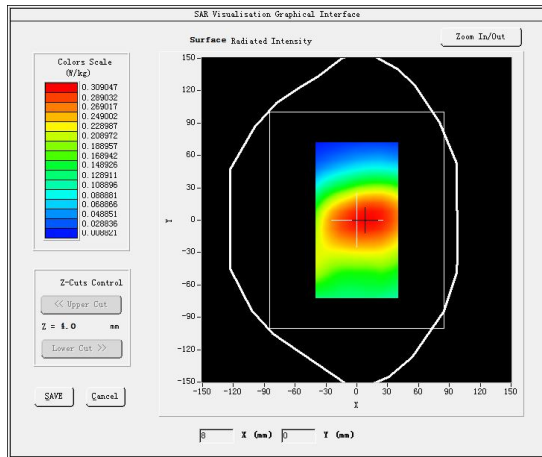 SAR Visualisation Graphical Interface
Surface Radiated Intensity
Zoom In/Out
Colors Scale
(W/kg)
0.309047
0.289032
0.269017
0.249002
0.228987
0.208972
0.188957
0.168942
0.148926
0.128911
0.108896
0.088881
0.068866
0.048851
0.028836
0.008821
Z-Cuts Control
<< Upper Cut
Z = 4.0 mm
Lower Cut >>
SAVE
Cancel
150
120
90
60
30
0
-30
-60
-90
-120
-150
Y
-150 -120 -90 -60 -30 0 30 60 90 120 150
X
8 X (mm) 0 Y (mm)